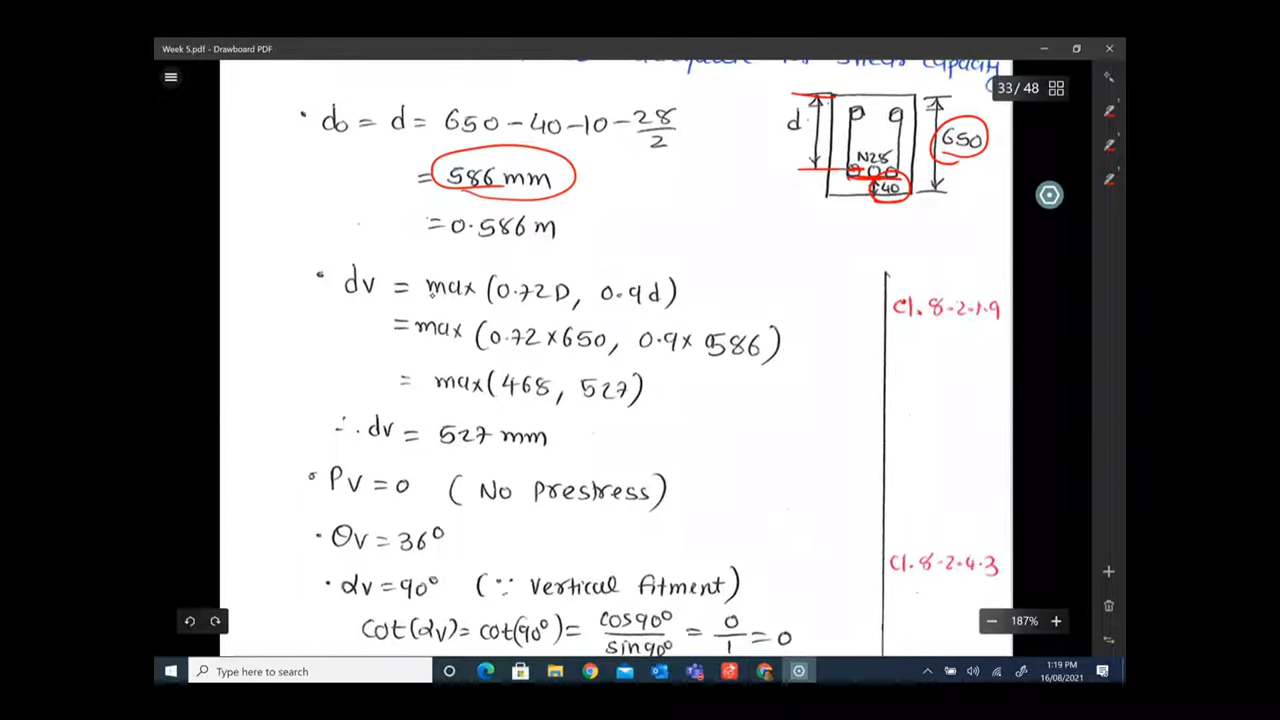 Week 5.pdf - Drawboard PDF
33 / 48
shear capacity
• do = d = 650 - 40 - 10 - 28/2
= 586 mm
= 0.586 m
d
650
N28
40
• dv = max (0.72D, 0.9d)
= max (0.72×650, 0.9× 586)
= max (468, 527)
∴ dv = 527 mm
• Pv = 0 (No Prestress)
• θv = 36°
• αv = 90° (∵ vertical fitment)
cot(αv) = cot(90°) = cos90°/sin90° = 0/1 = 0
Cl. 8.2.1.9
Cl. 8.2.4.3
187%
Type here to search
1:19 PM
16/08/2021